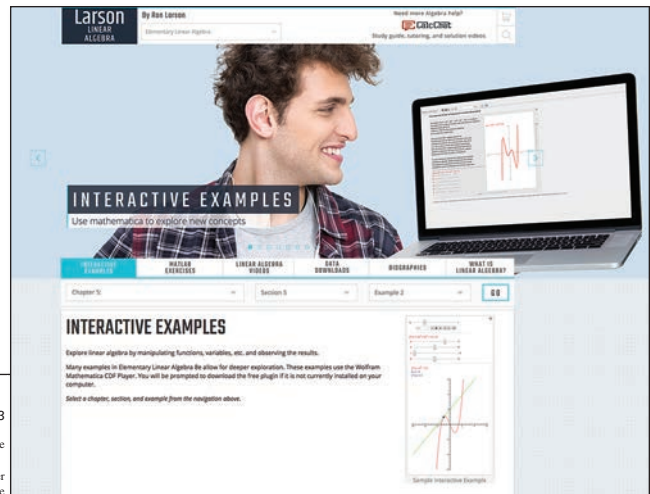 Larson
LINEAR
ALGEBRA
By Ron Larson
Elementary Linear Algebra
Need more Algebra help?
CalcChat
Study guide, tutoring, and solution videos
INTERACTIVE EXAMPLES
Use mathematica to explore new concepts
INTERACTIVE EXAMPLES
MATLAB EXERCISES
LINEAR ALGEBRA VIDEOS
DATA DOWNLOADS
BIOGRAPHIES
WHAT IS LINEAR ALGEBRA?
Chapter 5
Section 5
Example 2
GO
INTERACTIVE EXAMPLES
Explore linear algebra by manipulating functions, variables, etc. and observing the results.
Many examples in Elementary Linear Algebra 8e allow for deeper exploration. These examples use the Wolfram
Mathematica CDF Player. You will be prompted to download the free plugin if it is not currently installed on your
computer.
Select a chapter, section, and example from the navigation above.
Sample Interactive Example